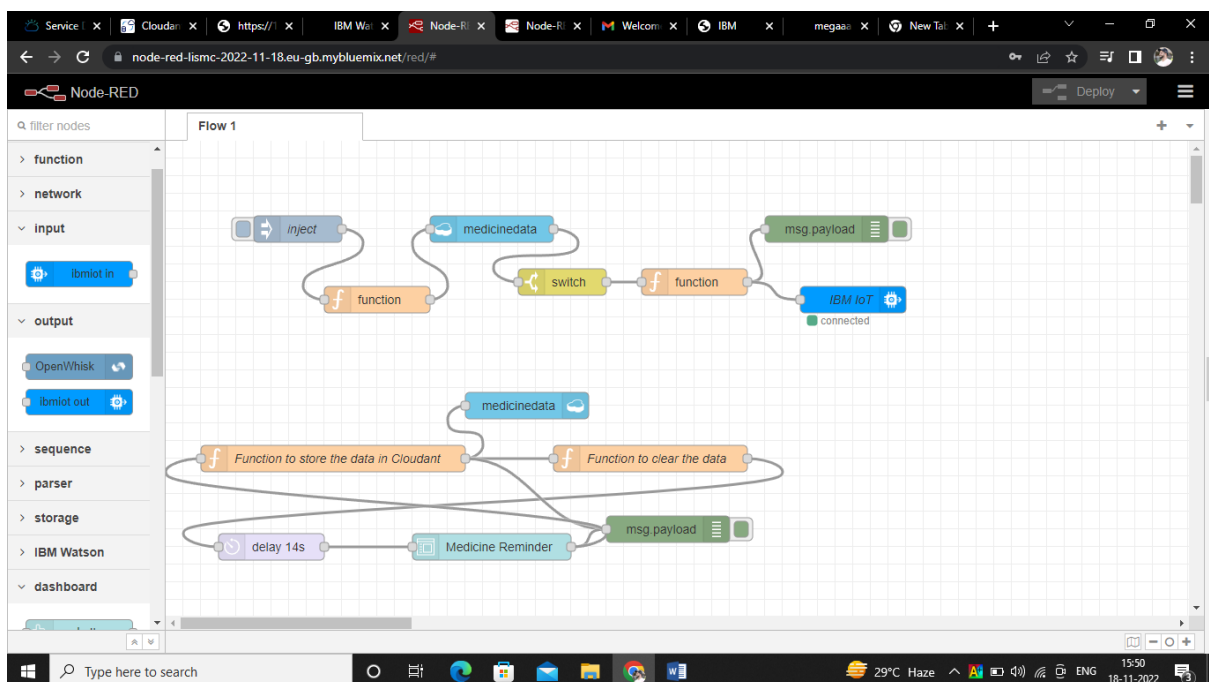 Service
Cloudan
https://
IBM Wat
Node-R
Node-R
Welcom
IBM
megaaa
New Tab
node-red-lismc-2022-11-18.eu-gb.mybluemix.net/red/#
Node-RED
Deploy
filter nodes
Flow 1
function
network
input
ibmiot in
output
OpenWhisk
ibmiot out
sequence
parser
storage
IBM Watson
dashboard
inject
medicinedata
msg.payload
function
switch
function
IBM IoT
connected
medicinedata
Function to store the data in Cloudant
Function to clear the data
msg.payload
delay 14s
Medicine Reminder
Type here to search
29°C Haze
ENG
15:50
18-11-2022
3